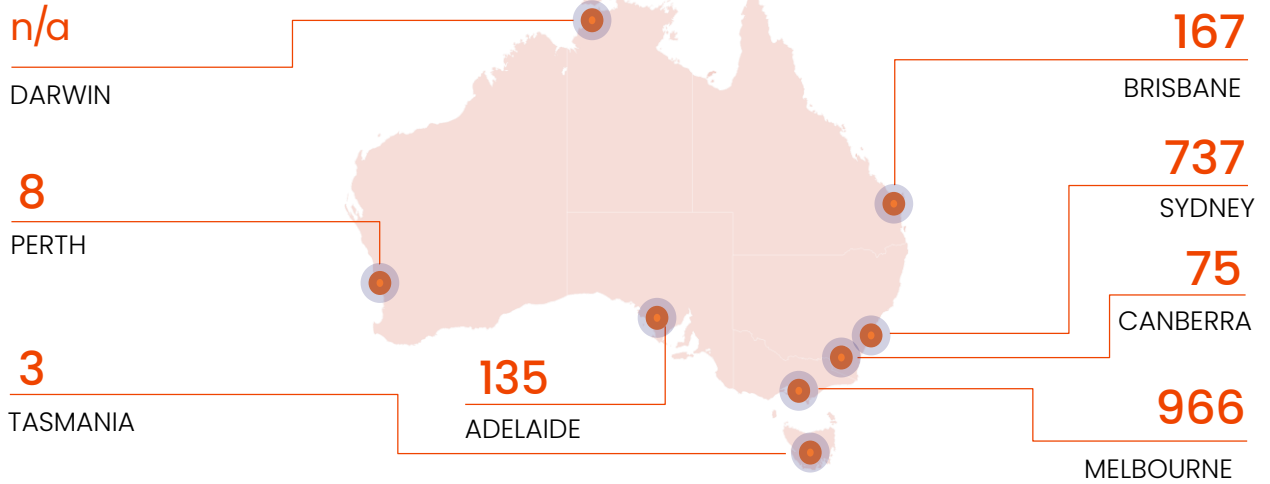 n/a
DARWIN
8
PERTH
3
TASMANIA
135
ADELAIDE
167
BRISBANE
737
SYDNEY
75
CANBERRA
966
MELBOURNE